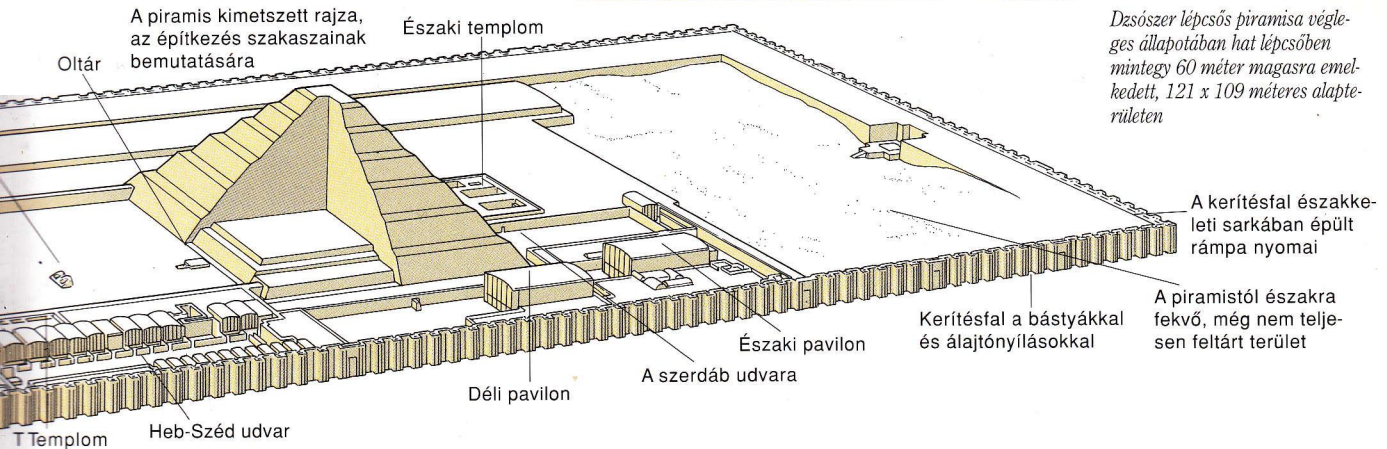 A piramis kimetszett rajza,
az építkezés szakaszainak
bemutatására
Északi templom
Oltár
Dzsószer lépcsős piramisa végle-
ges állapotában hat lépcsőben
mintegy 60 méter magasra emel-
kedett, 121 x 109 méteres alapte-
rületen
A kerítésfal északke-
leti sarkában épült
rámpa nyomai
A piramistól északra
fekvő, még nem telje-
sen feltárt terület
Kerítésfal a bástyákkal
és álajtónyílásokkal
Északi pavilon
A szerdáb udvara
Déli pavilon
Heb-Széd udvar
T Templom